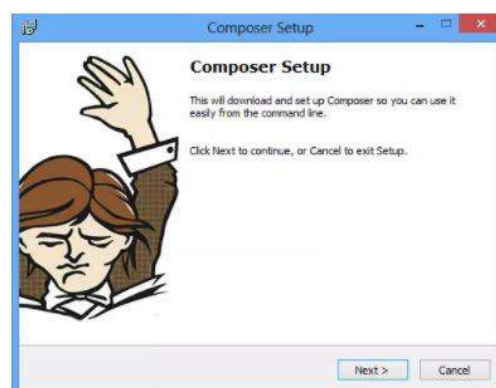 Composer Setup
Composer Setup
This will download and set up Composer so you can use it
easily from the command line.
Click Next to continue, or Cancel to exit Setup.
Next >
Cancel